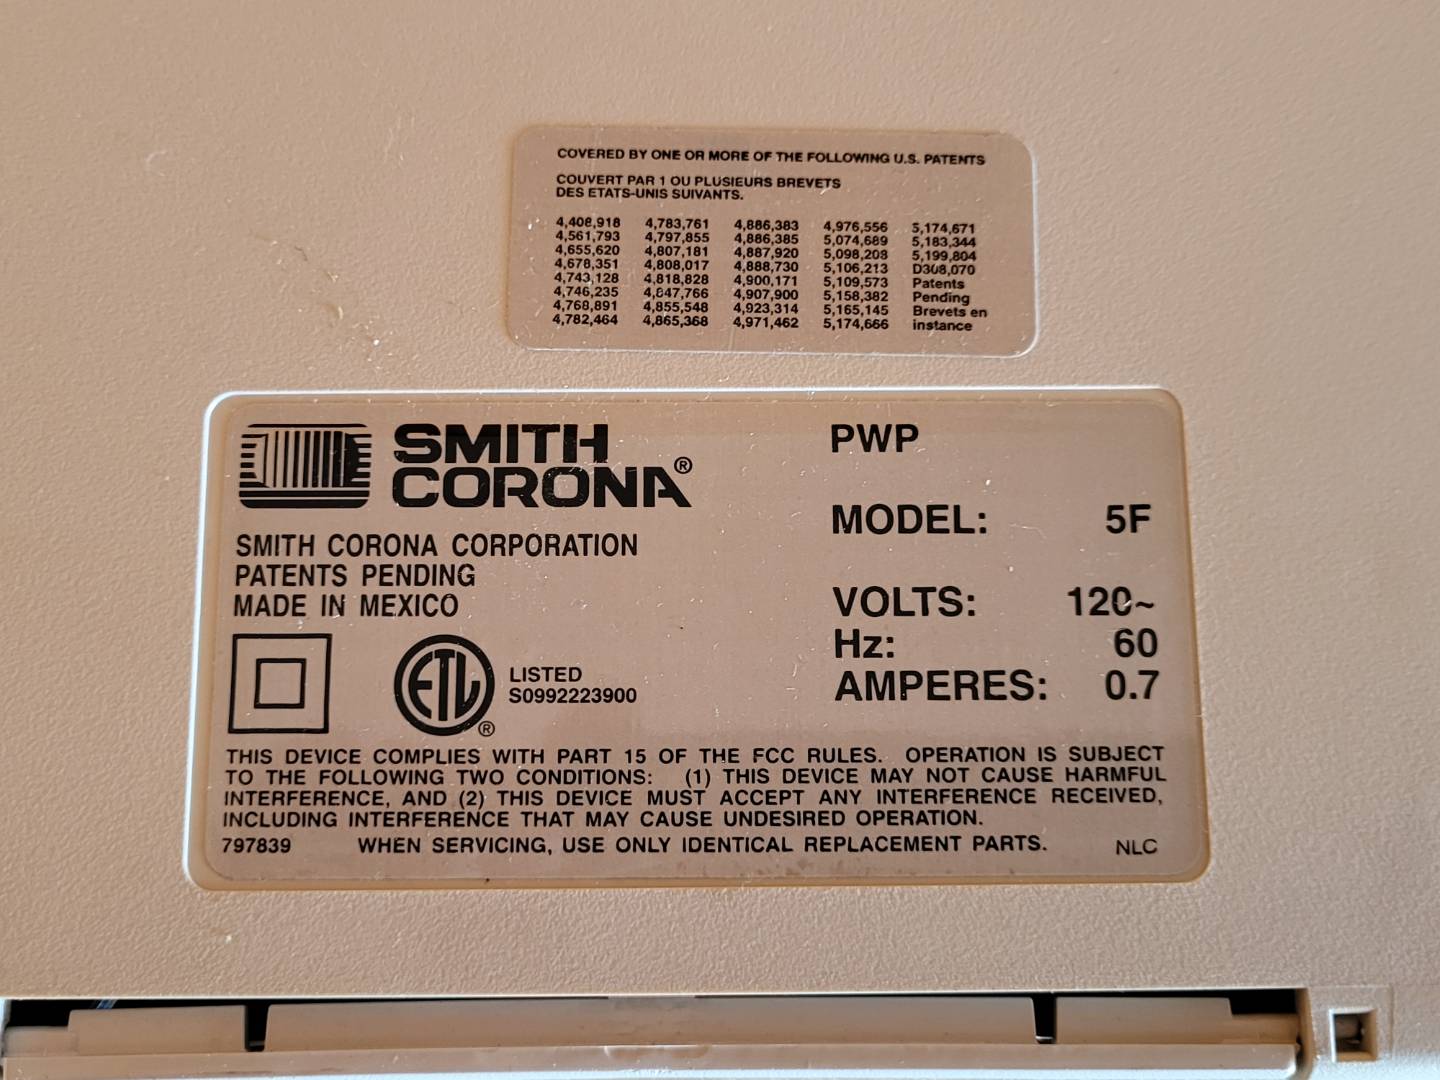 COVERED BY ONE OR MORE OF THE FOLLOWING U.S. PATENTS
COUVERT PAR 1 OU PLUSIEURS BREVETS
DES ETATS-UNIS SUIVANTS.
4,408,918 4,783,761 4,886,383 4,976,556 5,174,671
4,561,793 4,797,855 4,886,385 5,074,689 5,183,344
4,655,620 4,807,181 4,887,920 5,098,208 5,199,804
4,678,351 4,808,017 4,888,730 5,106,213 D308,070
4,743,128 4,818,828 4,900,171 5,109,573 Patents
4,746,235 4,847,766 4,907,900 5,158,382 Pending
4,768,891 4,855,548 4,923,314 5,165,145 Brevets en
4,782,464 4,865,368 4,971,462 5,174,666 instance
SMITH
CORONA®
PWP
MODEL: 5F
SMITH CORONA CORPORATION
PATENTS PENDING
MADE IN MEXICO
VOLTS: 120~
Hz: 60
AMPERES: 0.7
ETL®
LISTED
S0992223900
THIS DEVICE COMPLIES WITH PART 15 OF THE FCC RULES. OPERATION IS SUBJECT
TO THE FOLLOWING TWO CONDITIONS: (1) THIS DEVICE MAY NOT CAUSE HARMFUL
INTERFERENCE, AND (2) THIS DEVICE MUST ACCEPT ANY INTERFERENCE RECEIVED,
INCLUDING INTERFERENCE THAT MAY CAUSE UNDESIRED OPERATION.
797839 WHEN SERVICING, USE ONLY IDENTICAL REPLACEMENT PARTS. NLC